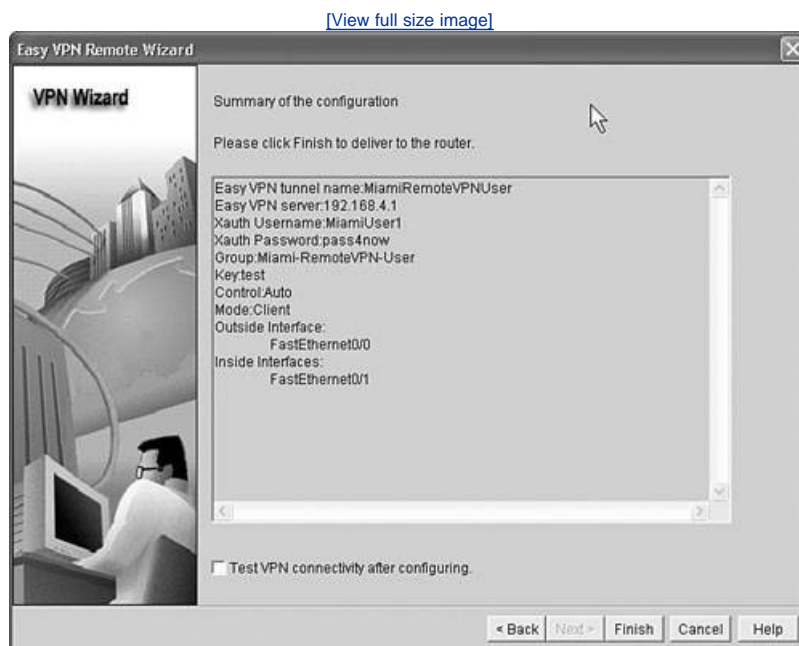 [View full size image]
Easy VPN Remote Wizard
VPN Wizard
Summary of the configuration
Please click Finish to deliver to the router.
Easy VPN tunnel name:MiamiRemoteVPNUser
Easy VPN server:192.168.4.1
Xauth Username:MiamiUser1
Xauth Password:pass4now
Group:Miami-RemoteVPN-User
Key:test
Control:Auto
Mode:Client
Outside Interface:
FastEthernet0/0
Inside Interfaces:
FastEthernet0/1
Test VPN connectivity after configuring.
< Back Next > Finish Cancel Help